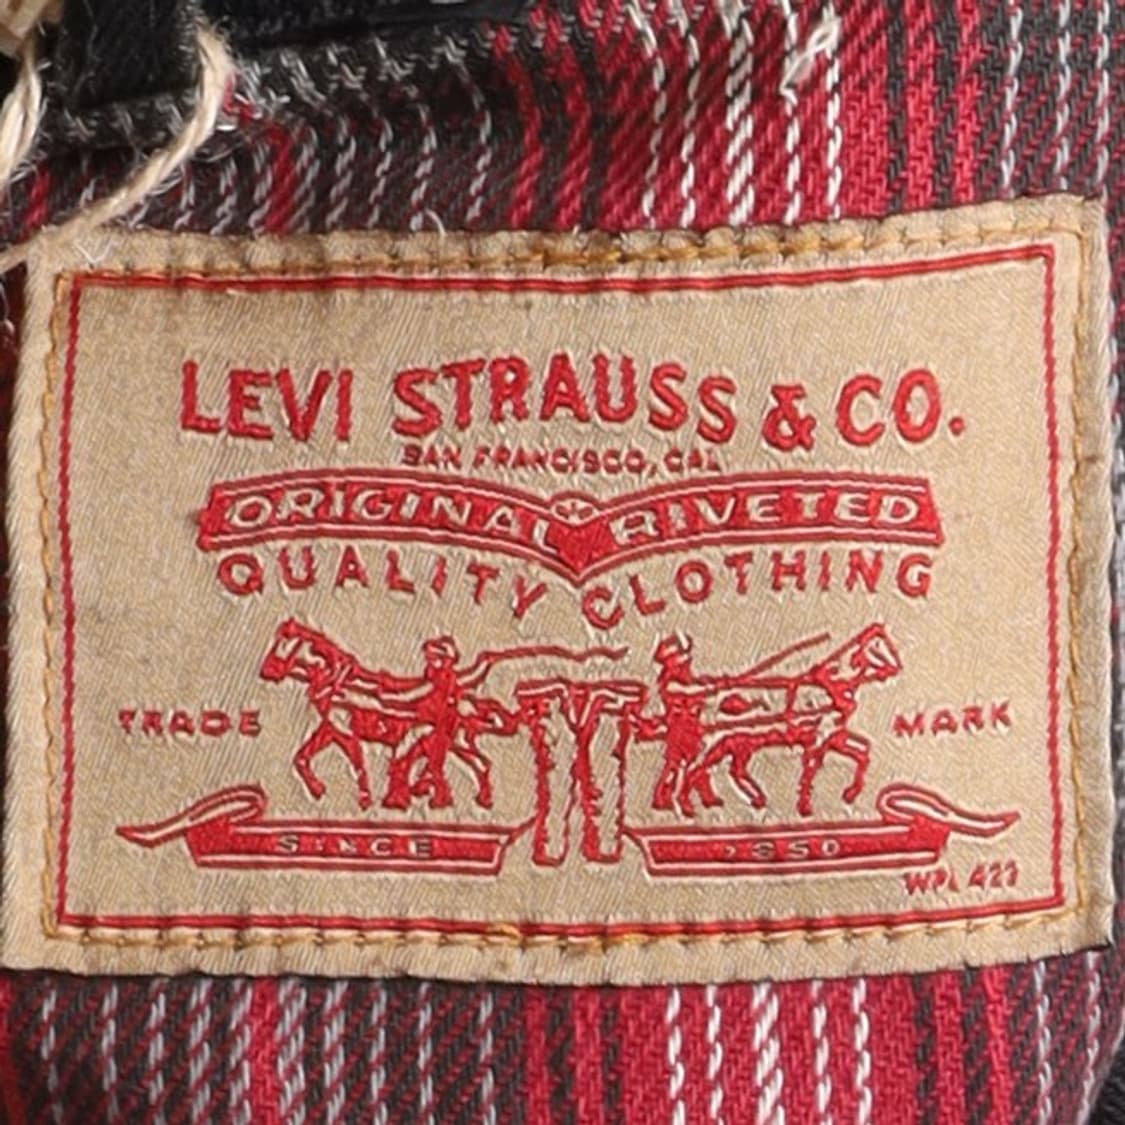 LEVI STRAUSS & CO.
SAN FRANCISCO, CAL
ORIGINAL RIVETED
QUALITY CLOTHING
TRADE MARK
SINCE 1850
WPL 423